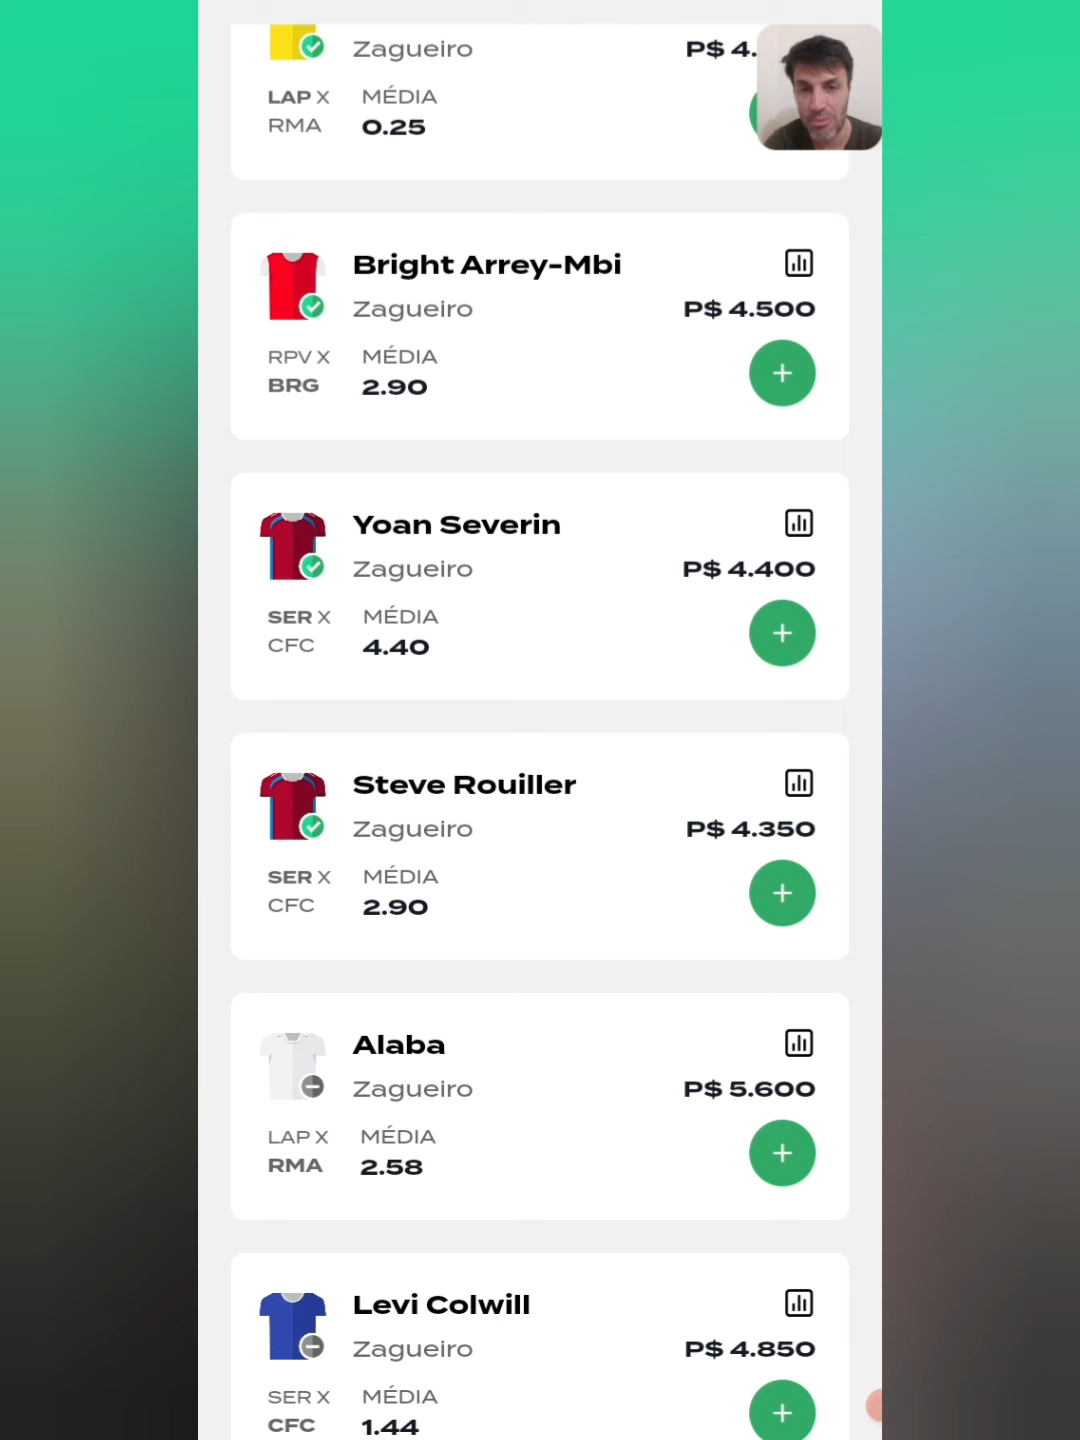 Zagueiro
P$ 4.
LAP X
MÉDIA
RMA
0.25
Bright Arrey-Mbi
Zagueiro
P$ 4.500
RPV X
MÉDIA
BRG
2.90
Yoan Severin
Zagueiro
P$ 4.400
SER X
MÉDIA
CFC
4.40
Steve Rouiller
Zagueiro
P$ 4.350
SER X
MÉDIA
CFC
2.90
Alaba
Zagueiro
P$ 5.600
LAP X
MÉDIA
RMA
2.58
Levi Colwill
Zagueiro
P$ 4.850
SER X
MÉDIA
CFC
1.44